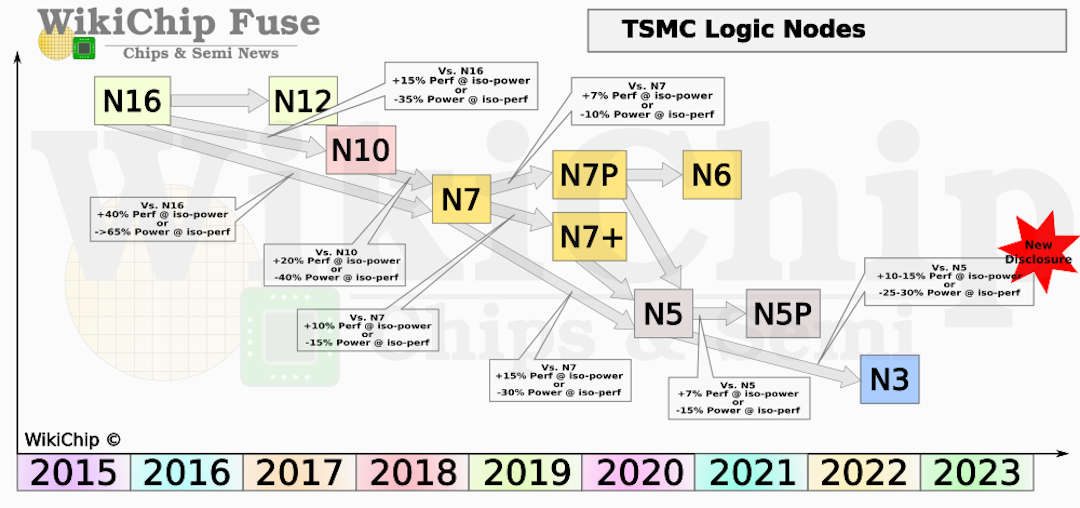 WikiChip Fuse
Chips & Semi News
TSMC Logic Nodes
N16
N12
Vs. N16
+15% Perf @ iso-power
or
-35% Power @ iso-perf
Vs. N7
+7% Perf @ iso-power
or
-10% Power @ iso-perf
N10
N7
N7P
N6
Vs. N16
+40% Perf @ iso-power
or
->65% Power @ iso-perf
N7+
Vs. N10
+20% Perf @ iso-power
or
-40% Power @ iso-perf
New
Disclosure
Vs. N5
+10-15% Perf @ iso-power
or
-25-30% Power @ iso-perf
Vs. N7
+10% Perf @ iso-power
or
-15% Power @ iso-perf
N5
N5P
Vs. N7
+15% Perf @ iso-power
or
-30% Power @ iso-perf
Vs. N5
+7% Perf @ iso-power
or
-15% Power @ iso-perf
N3
WikiChip
Chips & Semi
WikiChip ©
2015 2016 2017 2018 2019 2020 2021 2022 2023